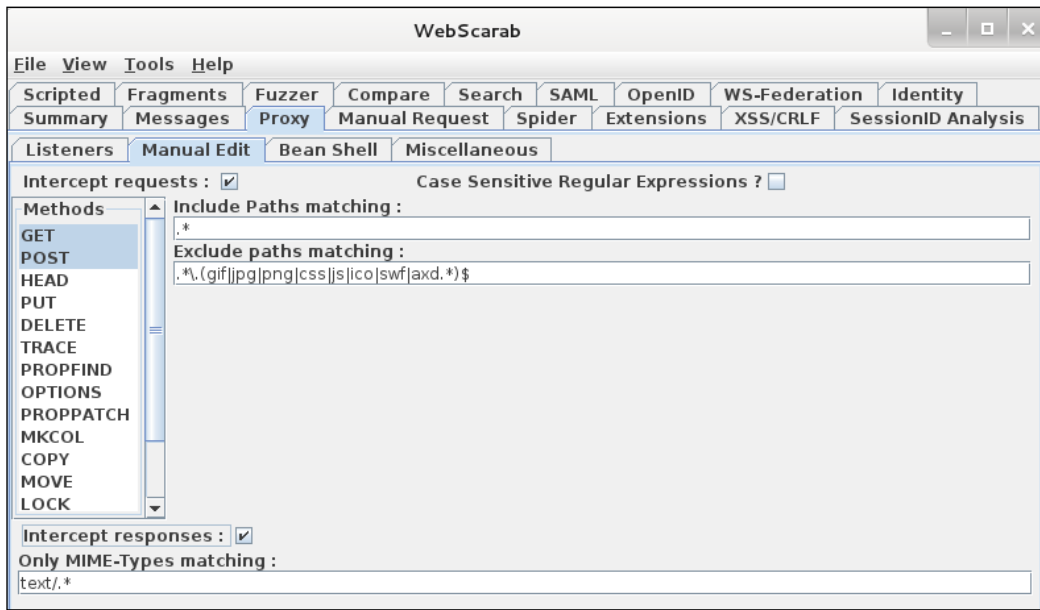 WebScarab
File View Tools Help
Scripted Fragments Fuzzer Compare Search SAML OpenID WS-Federation Identity
Summary Messages Proxy Manual Request Spider Extensions XSS/CRLF SessionID Analysis
Listeners Manual Edit Bean Shell Miscellaneous
Intercept requests : Case Sensitive Regular Expressions ?
Methods
GET
POST
HEAD
PUT
DELETE
TRACE
PROPFIND
OPTIONS
PROPPATCH
MKCOL
COPY
MOVE
LOCK
Include Paths matching :
.*
Exclude paths matching :
.*\.(gif|jpg|png|css|js|ico|swf|axd.*)$
Intercept responses :
Only MIME-Types matching :
text/.*